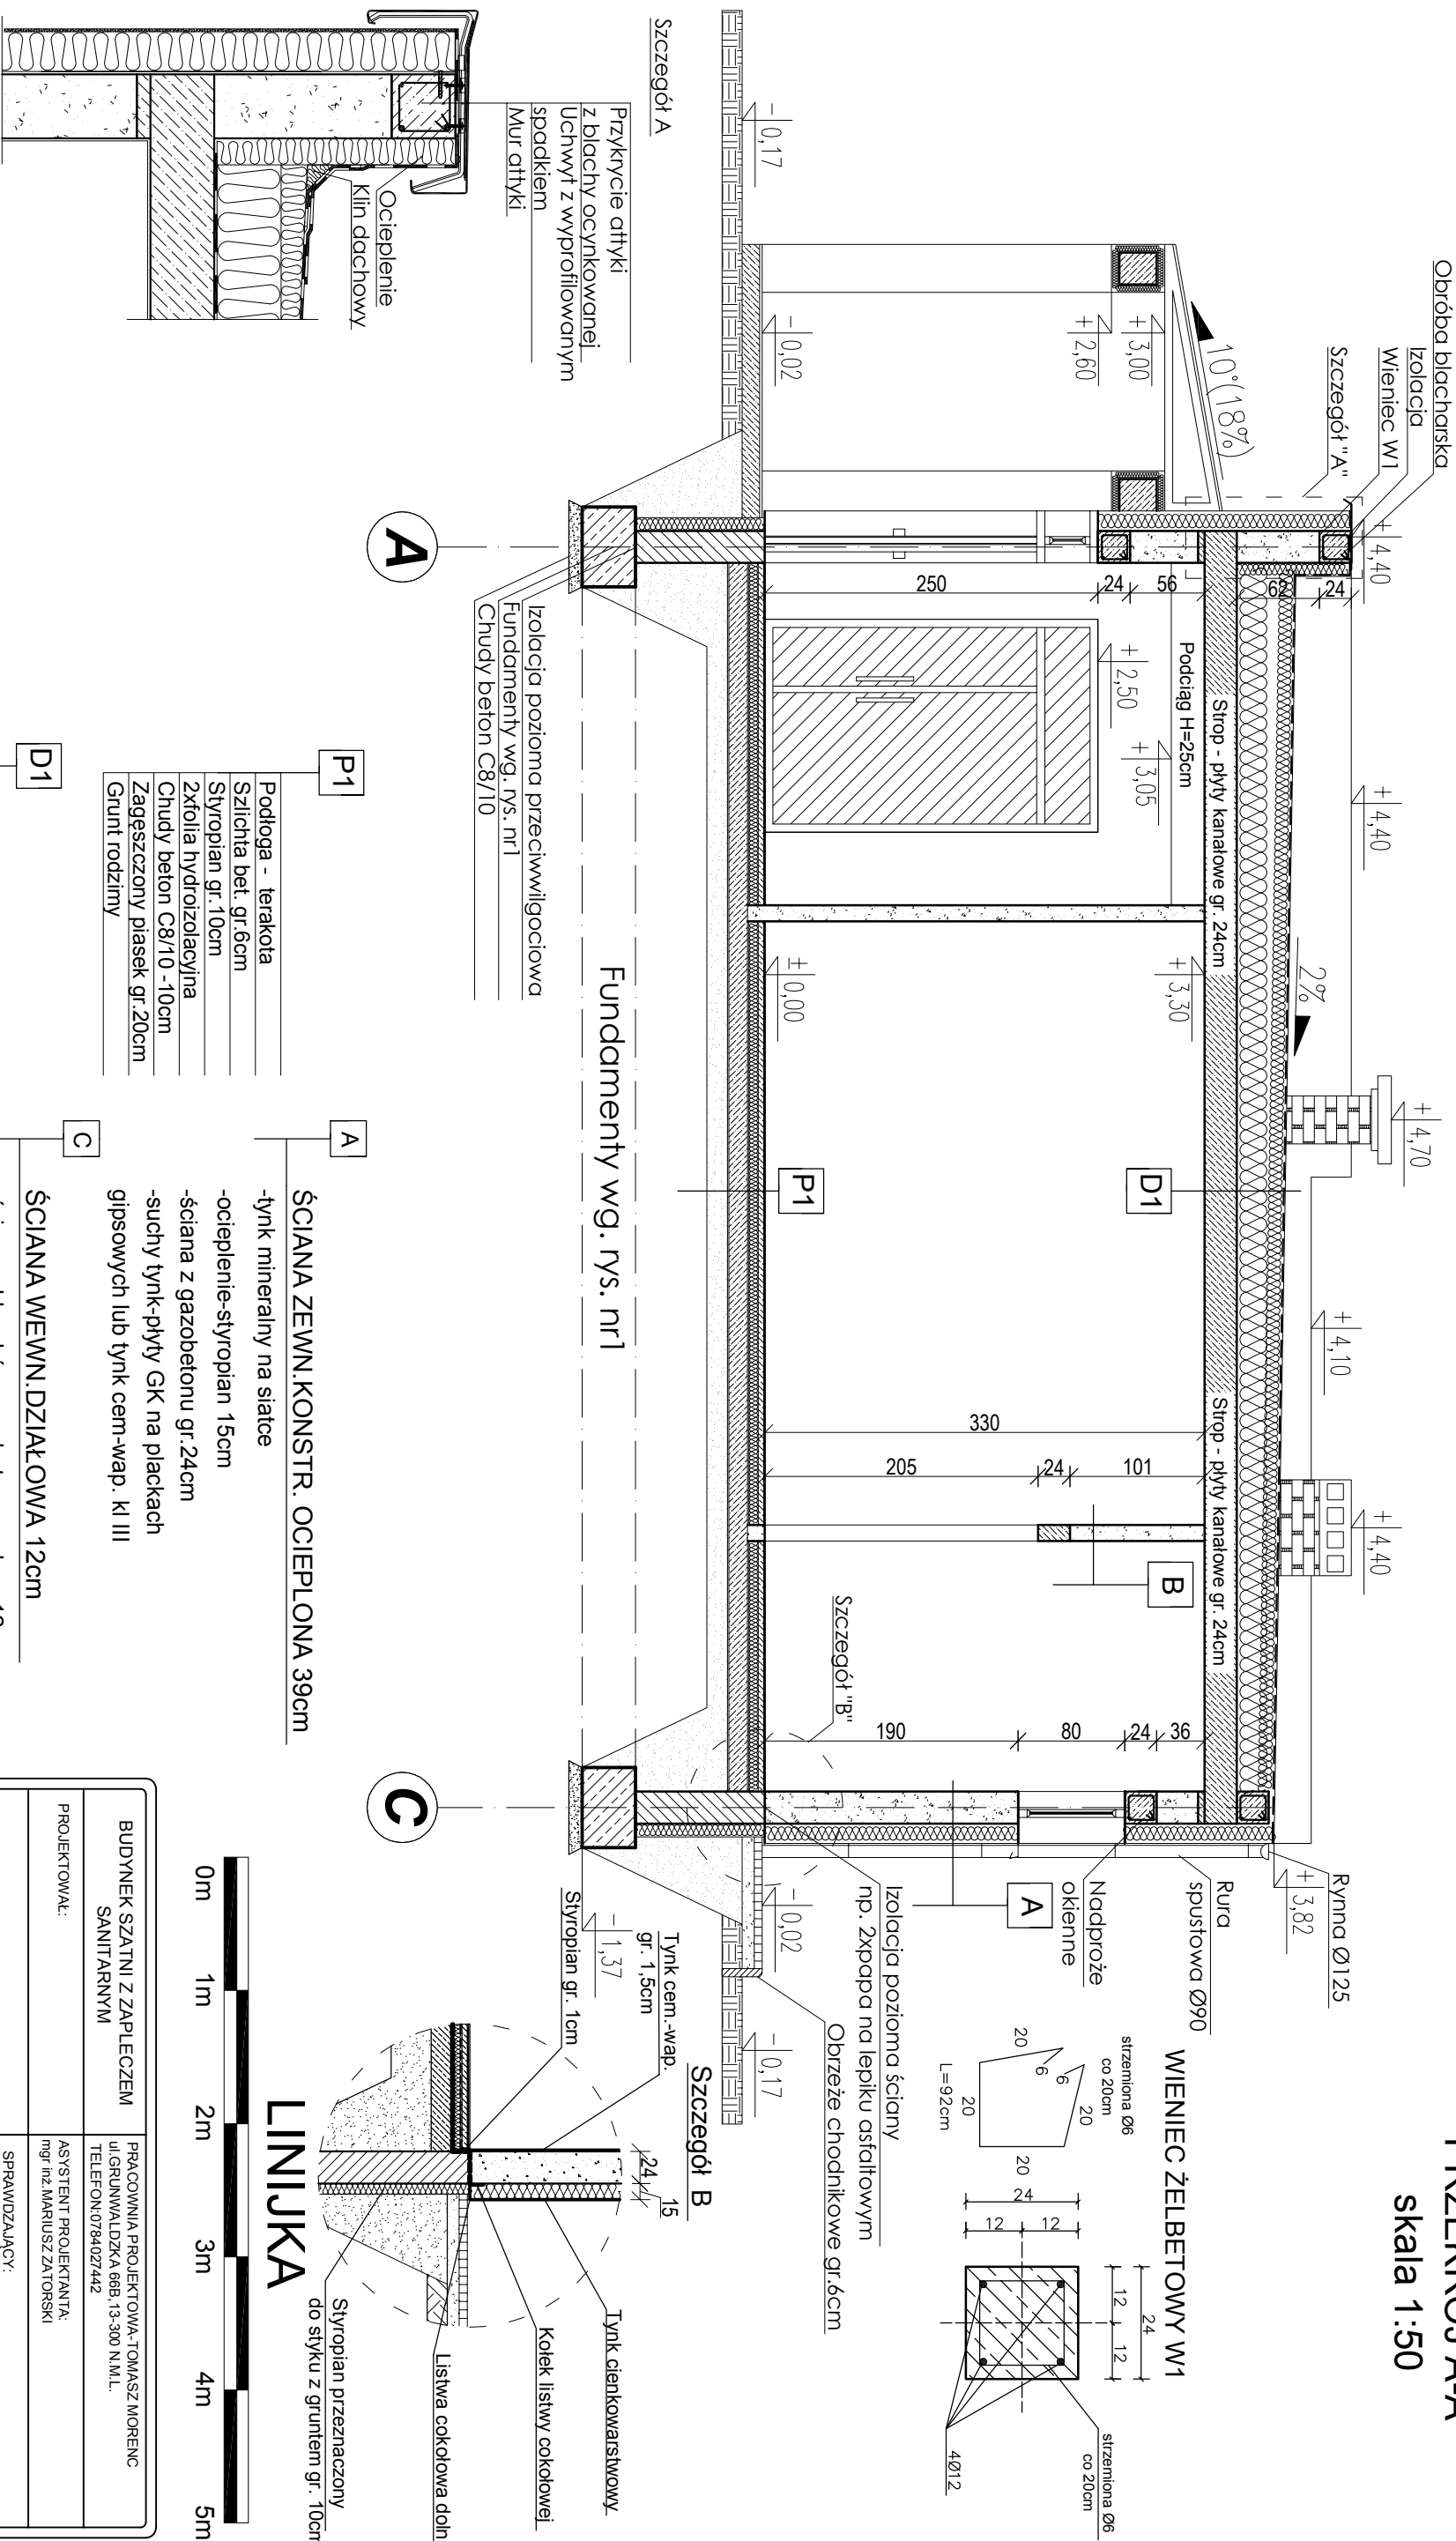 PRZEKRÓJ A-A
skala 1:50
Obróba blacharska
Izolacja
Wieniec W1
Szczegół "A"
10°(18%)
+ 4,40
+ 4,40
2%
+ 4,70
+ 4,10
+ 4,40
Rynna Ø125
+ 3,82
Rura
spustowa Ø90
Nadproże
okienne
A
+ 3,00
+ 2,60
- 0,02
- 0,17
24
62
56
24
250
Strop - płyty kanałowe gr. 24cm
Strop - płyty kanałowe gr. 24cm
Podciąg H=25cm
+ 2,50
+ 3,05
+ 3,30
± 0,00
D1
P1
330
205
24
101
B
Szczegół "B"
190
80
24
36
Izolacja pozioma ściany
np. 2xpapa na lepiku asfaltowym
Obrzeże chodnikowe gr.6cm
- 0,02
- 0,17
- 1,37
Izolacja pozioma przeciwwilgociowa
Fundamenty wg. rys. nr1
Chudy beton C8/10
Fundamenty wg. rys. nr1
A
C
WIENIEC ŻELBETOWY W1
strzemiona Ø6
co 20cm
20
6
6
20
20
20
L=92cm
24
12
12
24
12
12
strzemiona Ø6
co 20cm
4Ø12
Szczegół A
Przykrycie attyki
z blachy ocynkowanej
Uchwyt z wyprofilowanym
spadkiem
Mur attyki
Ocieplenie
Klin dachowy
P1
Podłoga - terakota
Szlichta bet. gr.6cm
Styropian gr.10cm
2xfolia hydroizolacyjna
Chudy beton C8/10 -10cm
Zagęszczony piasek gr.20cm
Grunt rodzimy
D1
A
ŚCIANA ZEWN.KONSTR. OCIEPLONA 39cm
-tynk mineralny na siatce
-ocieplenie-styropian 15cm
-ściana z gazobetonu gr.24cm
-suchy tynk-płyty GK na plackach
gipsowych lub tynk cem-wap. kl III
C
ŚCIANA WEWN.DZIAŁOWA 12cm
Szczegół B
Tynk cem.-wap.
gr. 1,5cm
Styropian gr. 1cm
24
15
Tynk cienkowarstwowy
Kołek listwy cokołowej
Listwa cokołowa doln
Styropian przeznaczony
do styku z gruntem gr. 10cm
LINIJKA
0m
1m
2m
3m
4m
5m
BUDYNEK SZATNI Z ZAPLECZEM
SANITARNYM
PRACOWNIA PROJEKTOWA-TOMASZ MORENC
ul.GRUNWALDZKA 66B,13-300 N.M.L.
TELEFON:0784027442
PROJEKTOWAŁ:
ASYSTENT PROJEKTANTA:
mgr inż.MARIUSZ ZATORSKI
SPRAWDZAJĄCY: